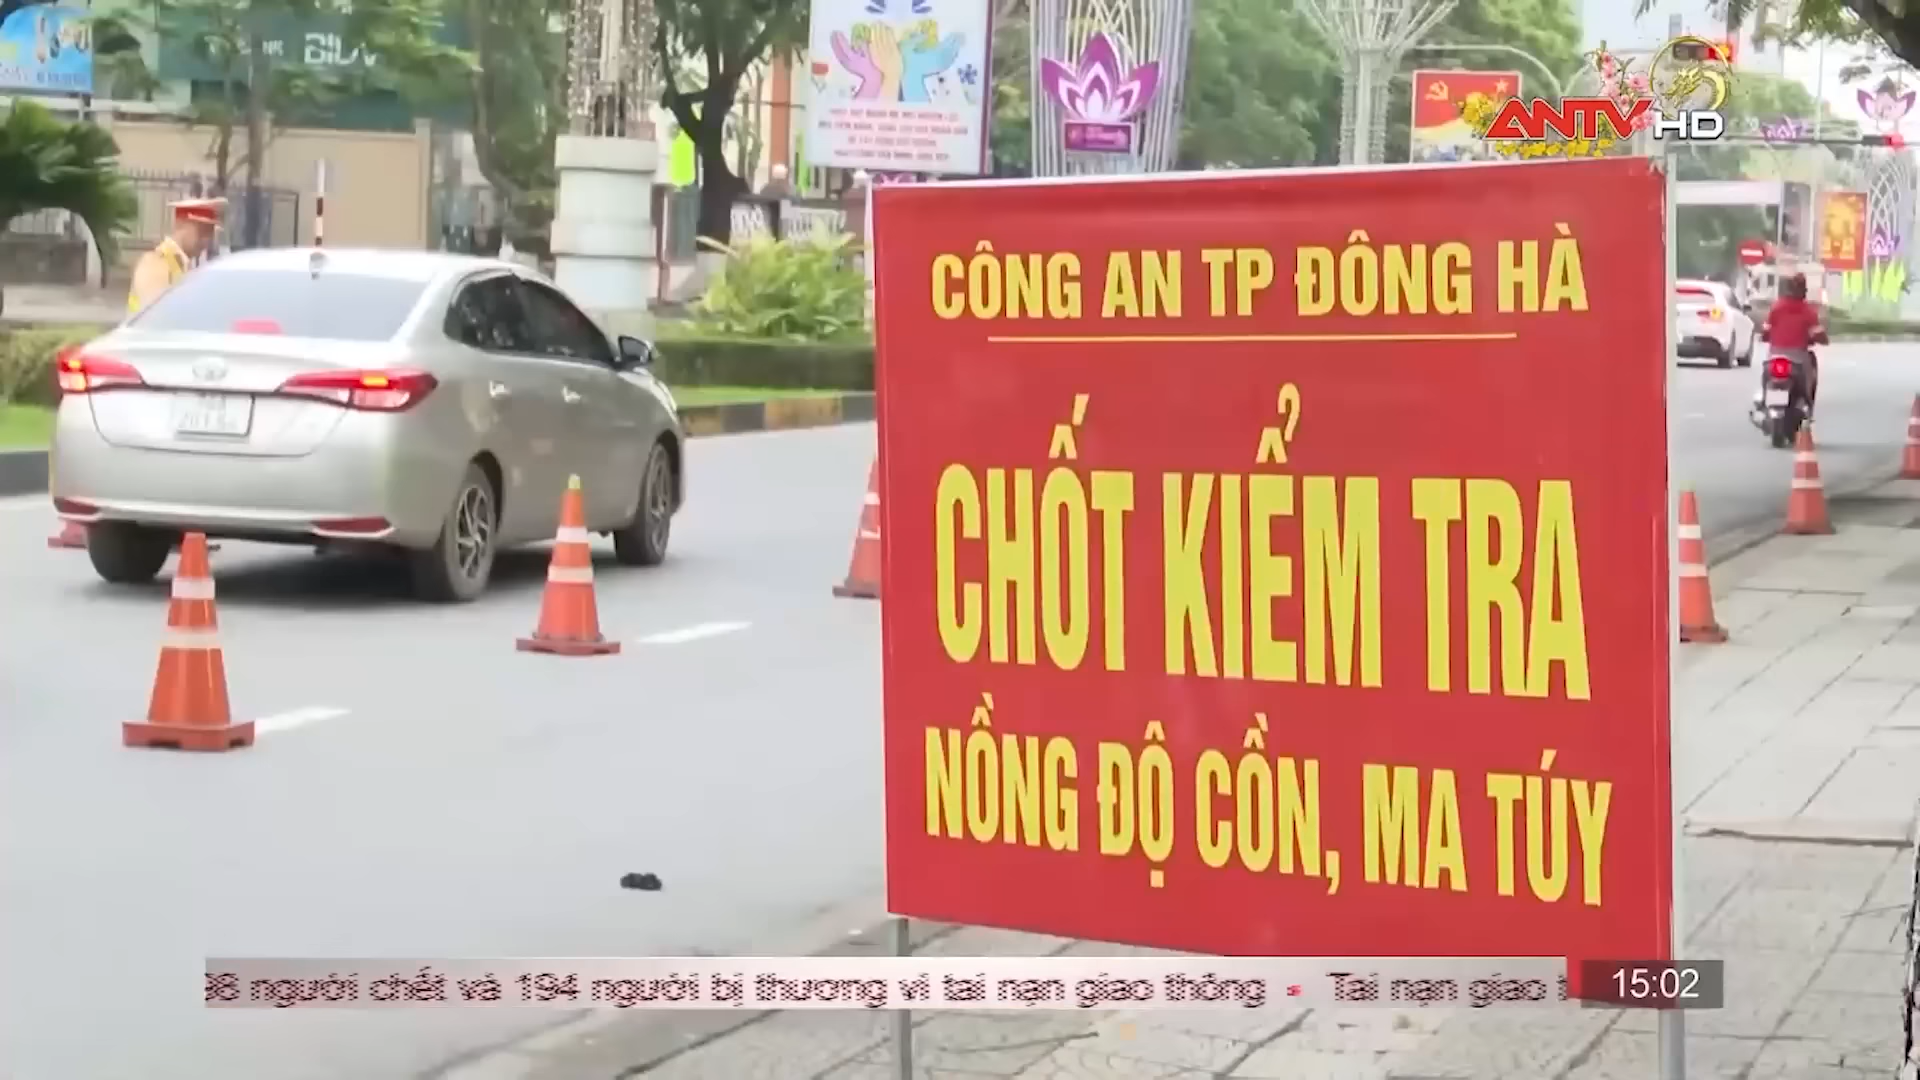 BIDV
ANTV HD
CÔNG AN TP ĐÔNG HÀ
CHỐT KIỂM TRA
NỒNG ĐỘ CỒN, MA TÚY
người chết và 194 người bị thương vì tai nạn giao thông • Tai nạn giao
15:02